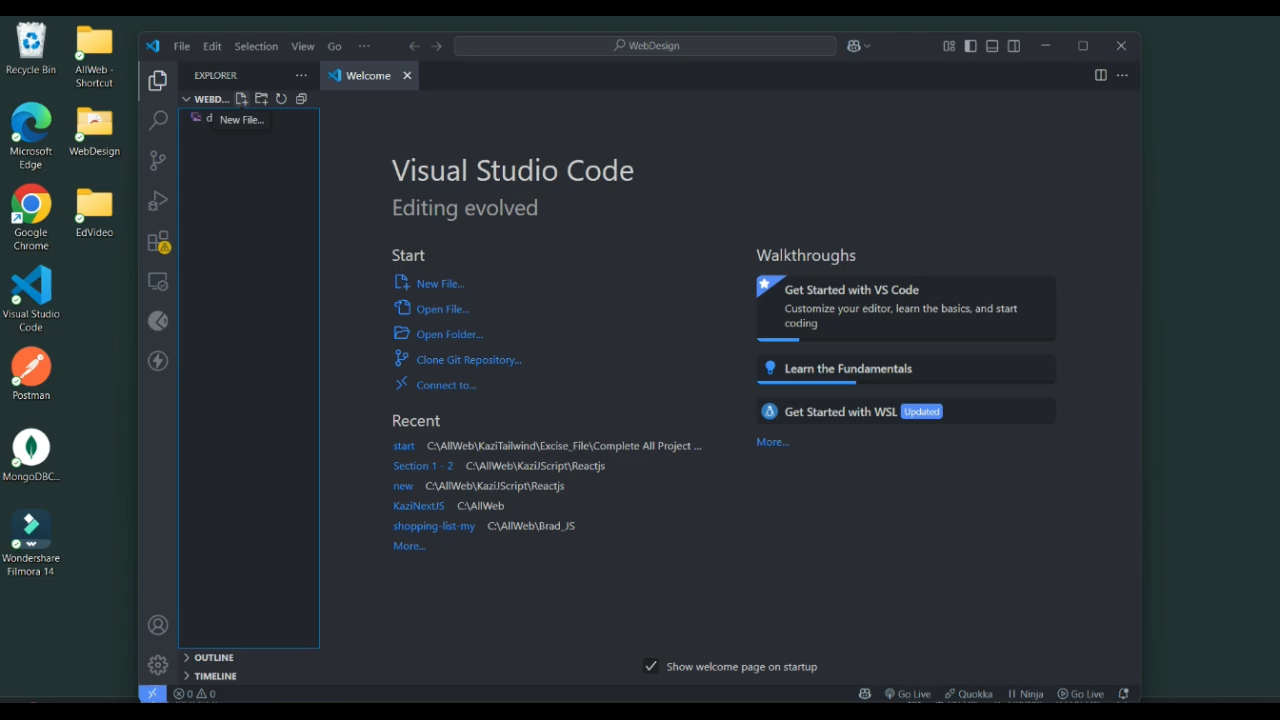 Recycle Bin
AllWeb -
Shortcut
Microsoft
Edge
WebDesign
Google
Chrome
EdVideo
Visual Studio
Code
Postman
MongoDBC...
Wondershare
Filmora 14
File Edit Selection View Go ···
WebDesign
EXPLORER ···
Welcome
WEBD...
d
New File...
Visual Studio Code
Editing evolved
Start
New File...
Open File...
Open Folder...
Clone Git Repository...
Connect to...
Recent
start C:\AllWeb\KaziTailwind\Excise_File\Complete All Project ...
Section 1 - 2 C:\AllWeb\KaziJScript\Reactjs
new C:\AllWeb\KaziJScript\Reactjs
KaziNextJS C:\AllWeb
shopping-list-my C:\AllWeb\Brad_JS
More...
Walkthroughs
Get Started with VS Code
Customize your editor, learn the basics, and start
coding
Learn the Fundamentals
Get Started with WSL Updated
More...
Show welcome page on startup
OUTLINE
TIMELINE
0 0
Go Live Quokka Ninja Go Live